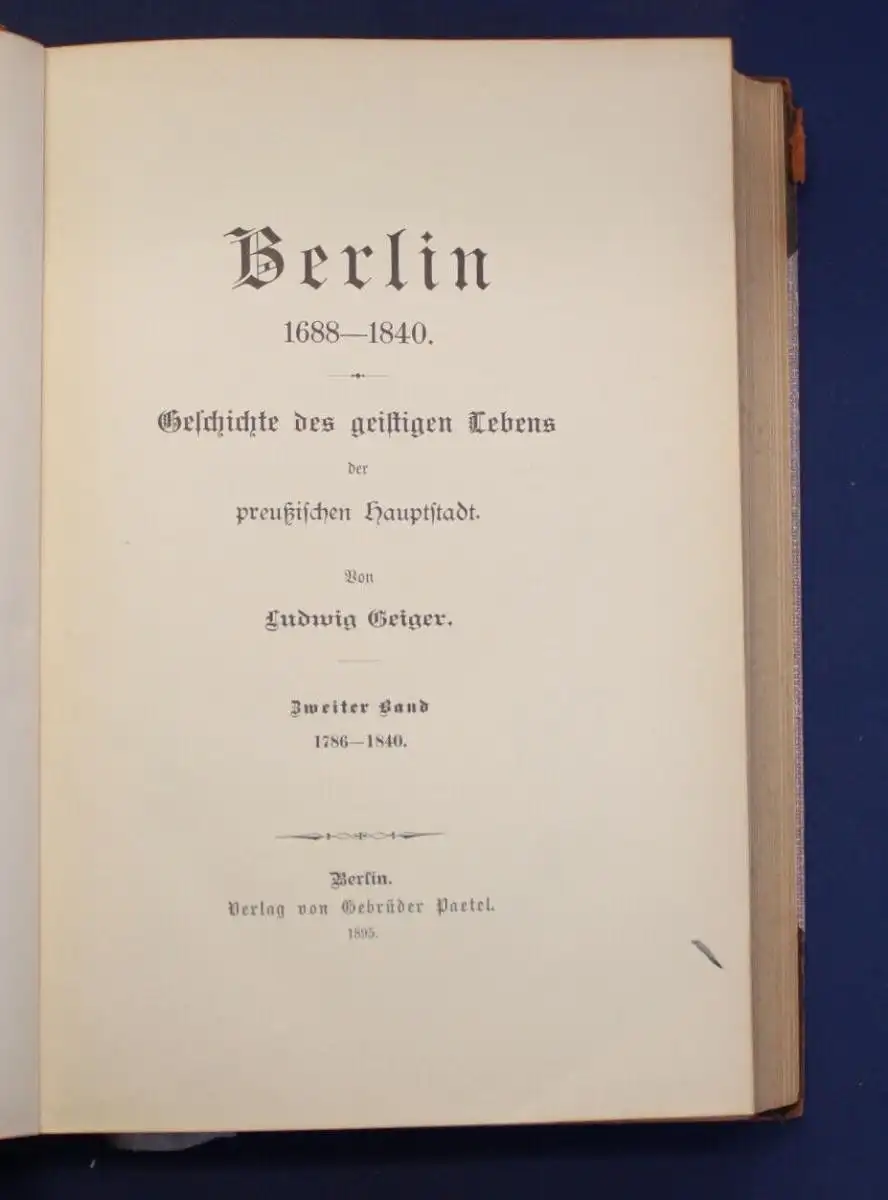 Berlin
1688—1840.
Geſchichte des geiſtigen Lebens
der
preußiſchen Hauptſtadt.
Von
Ludwig Geiger.
Zweiter Band
1786—1840.
Berlin.
Verlag von Gebrüder Paetel.
1895.